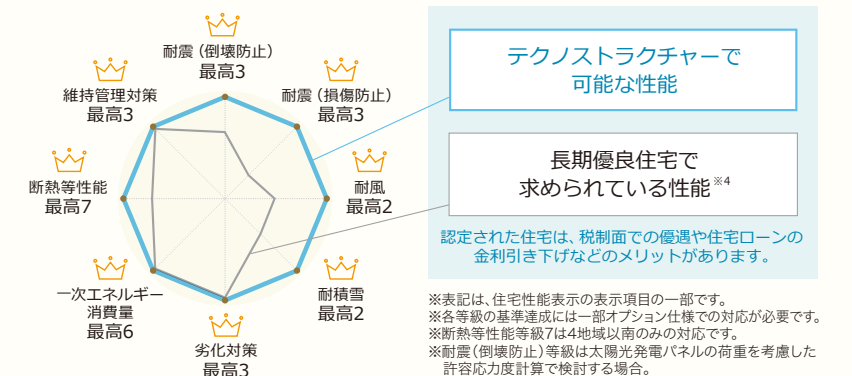 耐震（倒壊防止）
最高3
耐震（損傷防止）
最高3
耐風
最高2
耐積雪
最高2
劣化対策
最高3
一次エネルギー
消費量
最高6
断熱等性能
最高7
維持管理対策
最高3
テクノストラクチャーで
可能な性能
長期優良住宅で
求められている性能※4
認定された住宅は、税制面での優遇や住宅ローンの
金利引き下げなどのメリットがあります。
※表記は、住宅性能表示の表示項目の一部です。
※各等級の基準達成には一部オプション仕様での対応が必要です。
※断熱等性能等級7は4地域以南のみの対応です。
※耐震（倒壊防止）等級は太陽光発電パネルの荷重を考慮した
許容応力度計算で検討する場合。